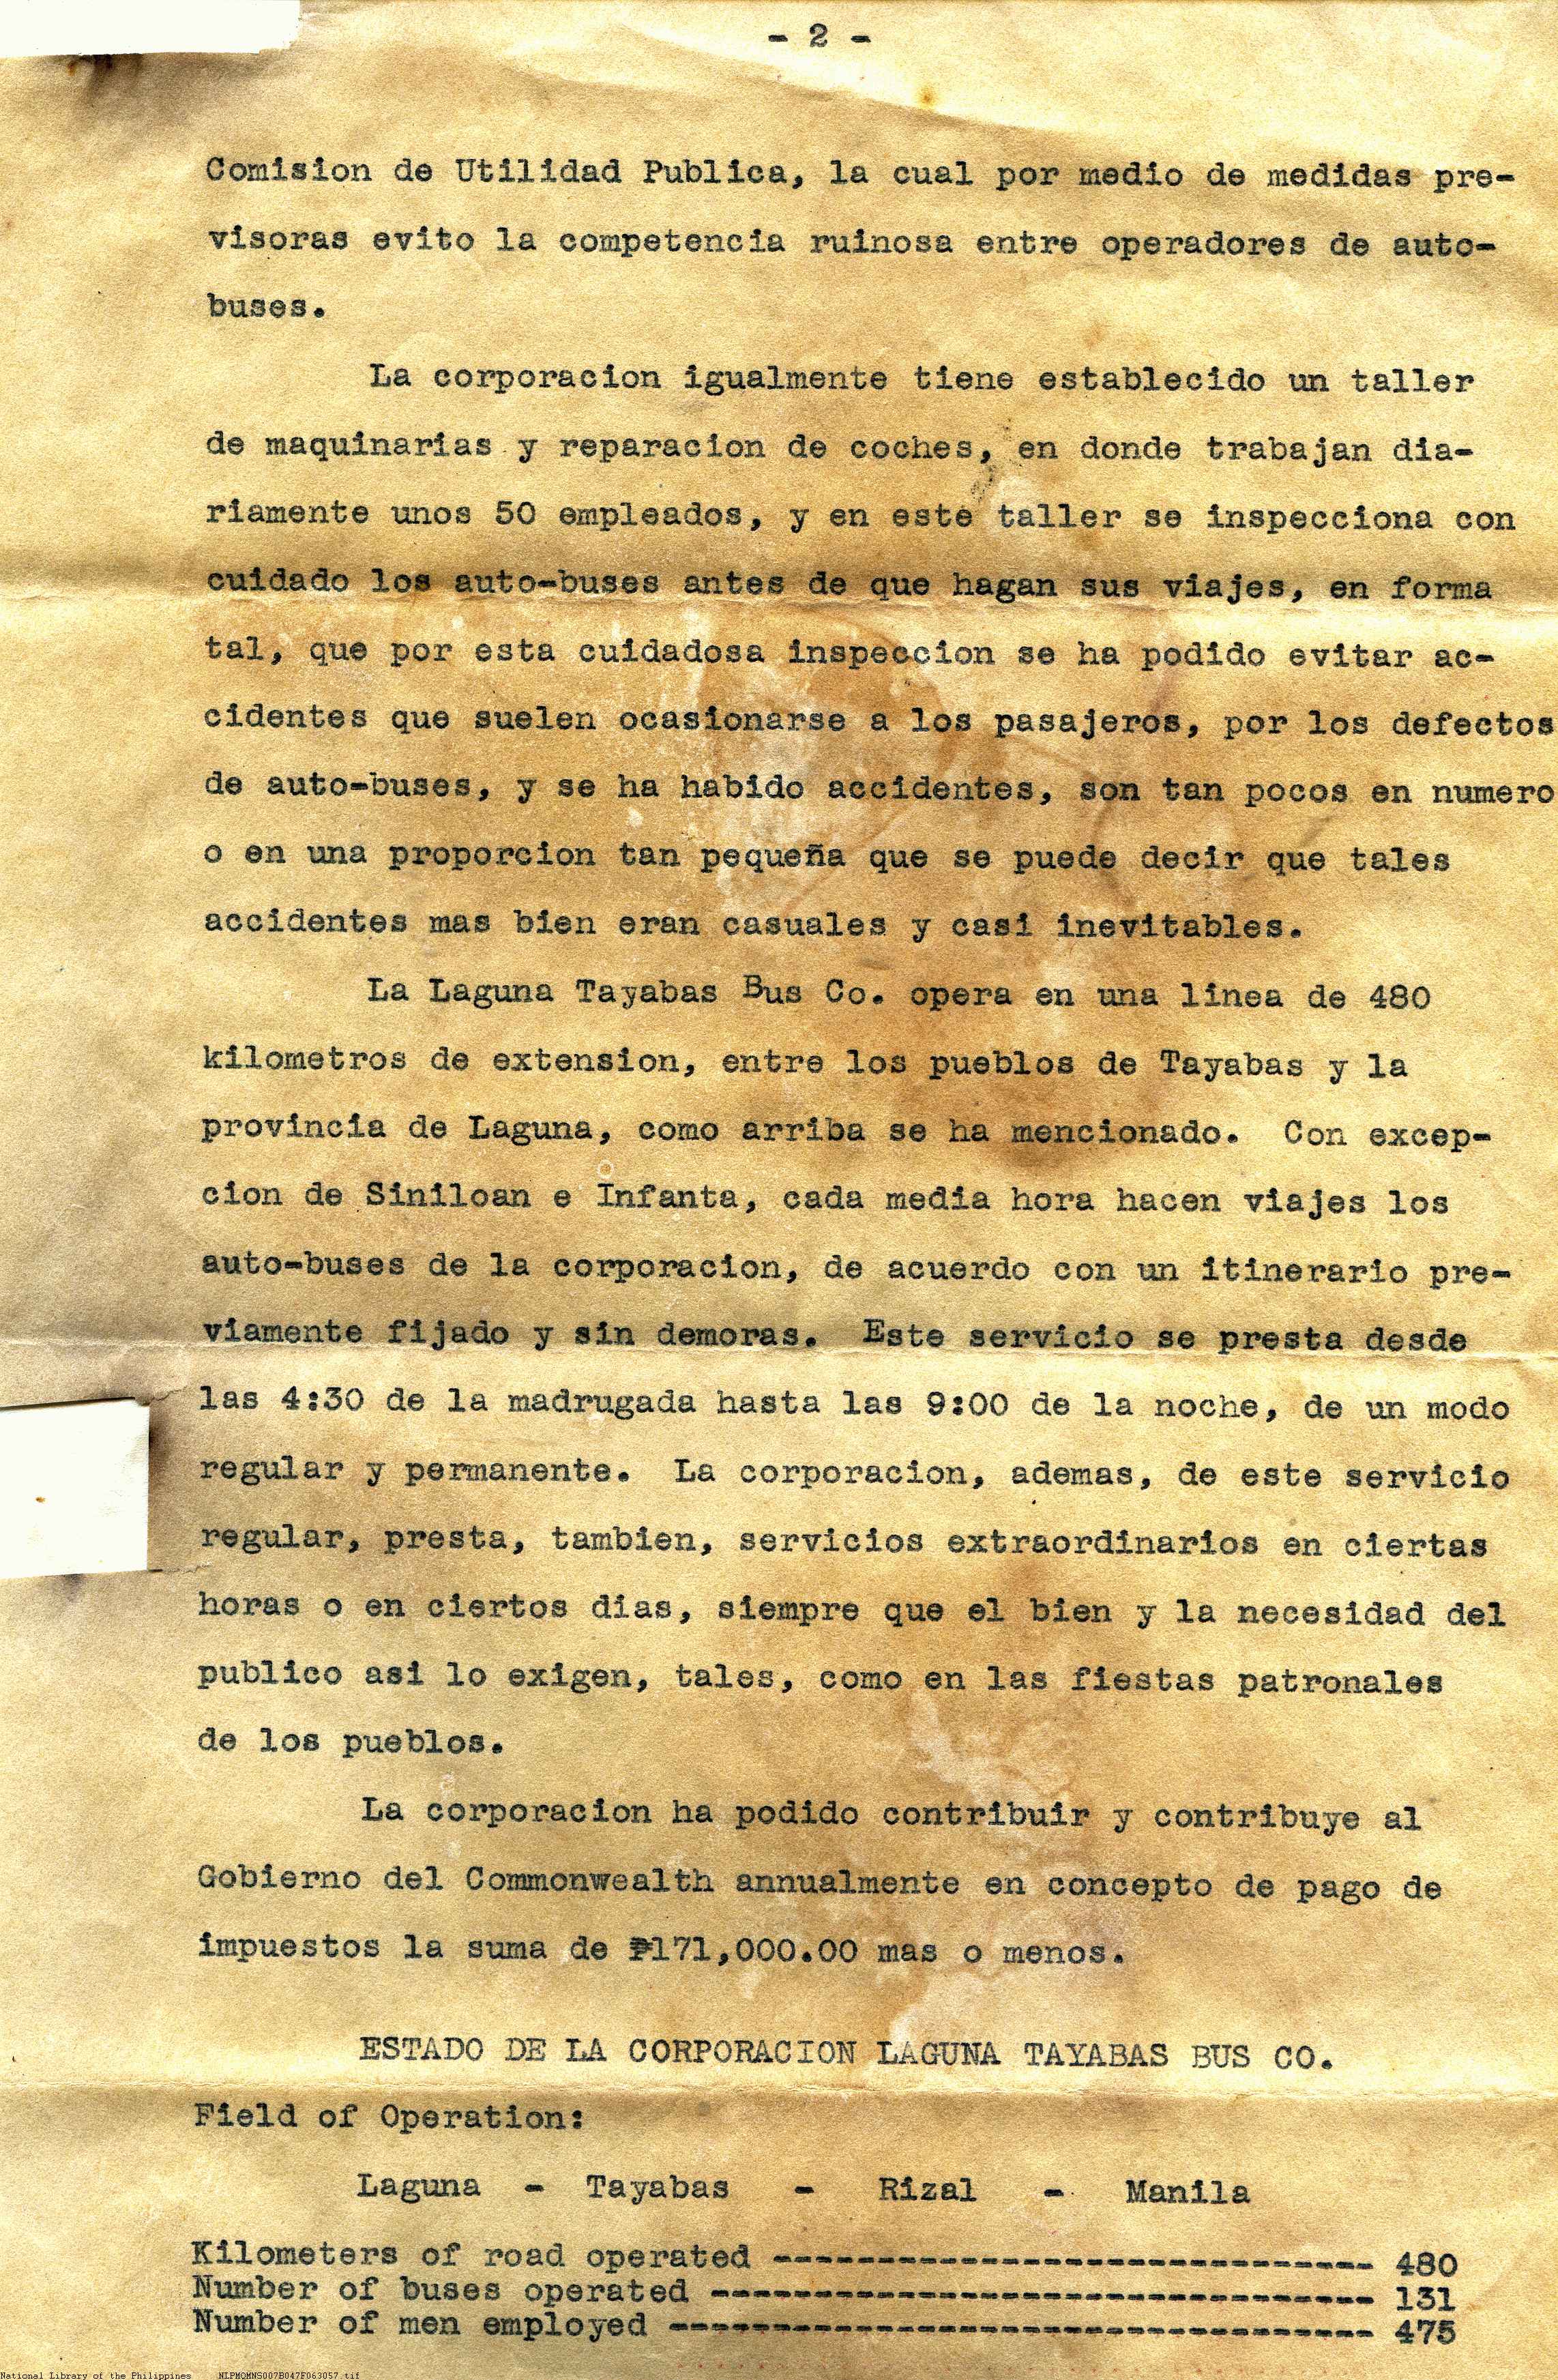 - 2 -
Comision de Utilidad Publica, la cual por medio de medidas pre-
visoras evito la competencia ruinosa entre operadores de auto-
buses.
La corporacion igualmente tiene establecido un taller
de maquinarias y reparacion de coches, en donde trabajan dia-
riamente unos 50 empleados, y en este taller se inspecciona con
cuidado los auto-buses antes de que hagan sus viajes, en forma
tal, que por esta cuidadosa inspeccion se ha podido evitar ac-
cidentes que suelen ocasionarse a los pasajeros, por los defectos
de auto-buses, y se ha habido accidentes, son tan pocos en numero
o en una proporcion tan pequeña que se puede decir que tales
accidentes mas bien eran casuales y casi inevitables.
La Laguna Tayabas Bus Co. opera en una linea de 480
kilometros de extension, entre los pueblos de Tayabas y la
provincia de Laguna, como arriba se ha mencionado. Con excep-
cion de Siniloan e Infanta, cada media hora hacen viajes los
auto-buses de la corporacion, de acuerdo con un itinerario pre-
viamente fijado y sin demoras. Este servicio se presta desde
las 4:30 de la madrugada hasta las 9:00 de la noche, de un modo
regular y permanente. La corporacion, ademas, de este servicio
regular, presta, tambien, servicios extraordinarios en ciertas
horas o en ciertos dias, siempre que el bien y la necesidad del
publico asi lo exigen, tales, como en las fiestas patronales
de los pueblos.
La corporacion ha podido contribuir y contribuye al
Gobierno del Commonwealth annualmente en concepto de pago de
impuestos la suma de ₱171,000.00 mas o menos.
ESTADO DE LA CORPORACION LAGUNA TAYABAS BUS CO.
Field of Operation:
Laguna - Tayabas - Rizal - Manila
Kilometers of road operated ----------------------------- 480
Number of buses operated -------------------------------- 131
Number of men employed ---------------------------------- 475
National Library of the Philippines NLPMQMNS007B047F063057.tif